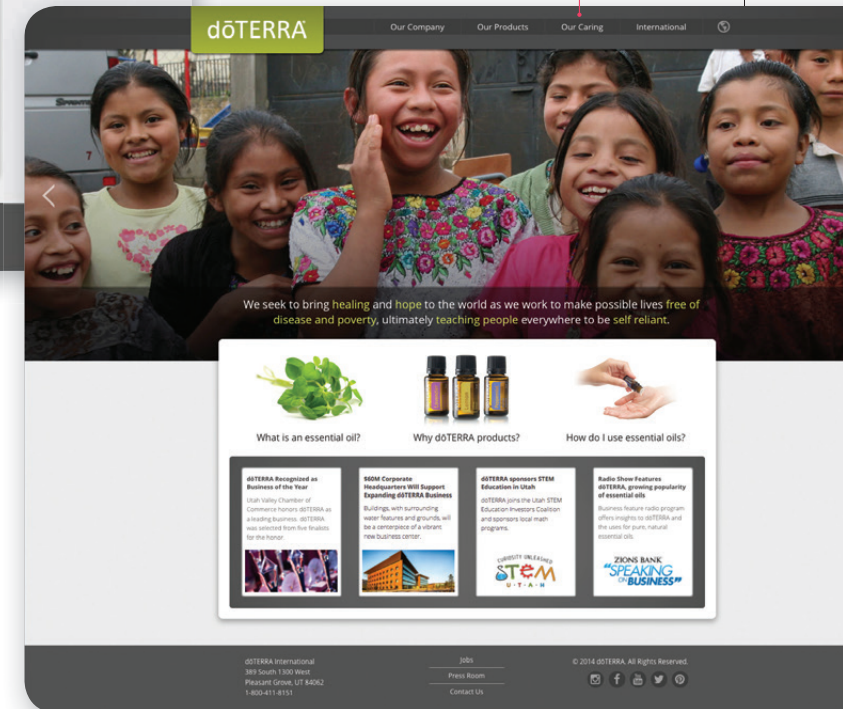 dōTERRA
Our Company
Our Products
Our Caring
International
7
We seek to bring healing and hope to the world as we work to make possible lives free of
disease and poverty, ultimately teaching people everywhere to be self reliant.
What is an essential oil?
Why dōTERRA products?
How do I use essential oils?
dōTERRA Recognized as
Business of the Year
Utah Valley Chamber of
Commerce honors dōTERRA as
a leading business. dōTERRA
was selected from five finalists
for the honor.
$60M Corporate
Headquarters Will Support
Expanding dōTERRA Business
Buildings, with surrounding
water features and grounds, will
be a centerpiece of a vibrant
new business center.
dōTERRA sponsors STEM
Education in Utah
dōTERRA joins the Utah STEM
Education Investors Coalition
and sponsors local math
programs.
CURIOSITY UNLEASHED
STEM
U·T·A·H
Radio Show Features
dōTERRA, growing popularity
of essential oils
Business feature radio program
offers insights to dōTERRA and
the uses for pure, natural
essential oils.
ZIONS BANK
"SPEAKING
ON BUSINESS"
dōTERRA International
389 South 1300 West
Pleasant Grove, UT 84062
1-800-411-8151
Jobs
Press Room
Contact Us
© 2014 dōTERRA. All Rights Reserved.